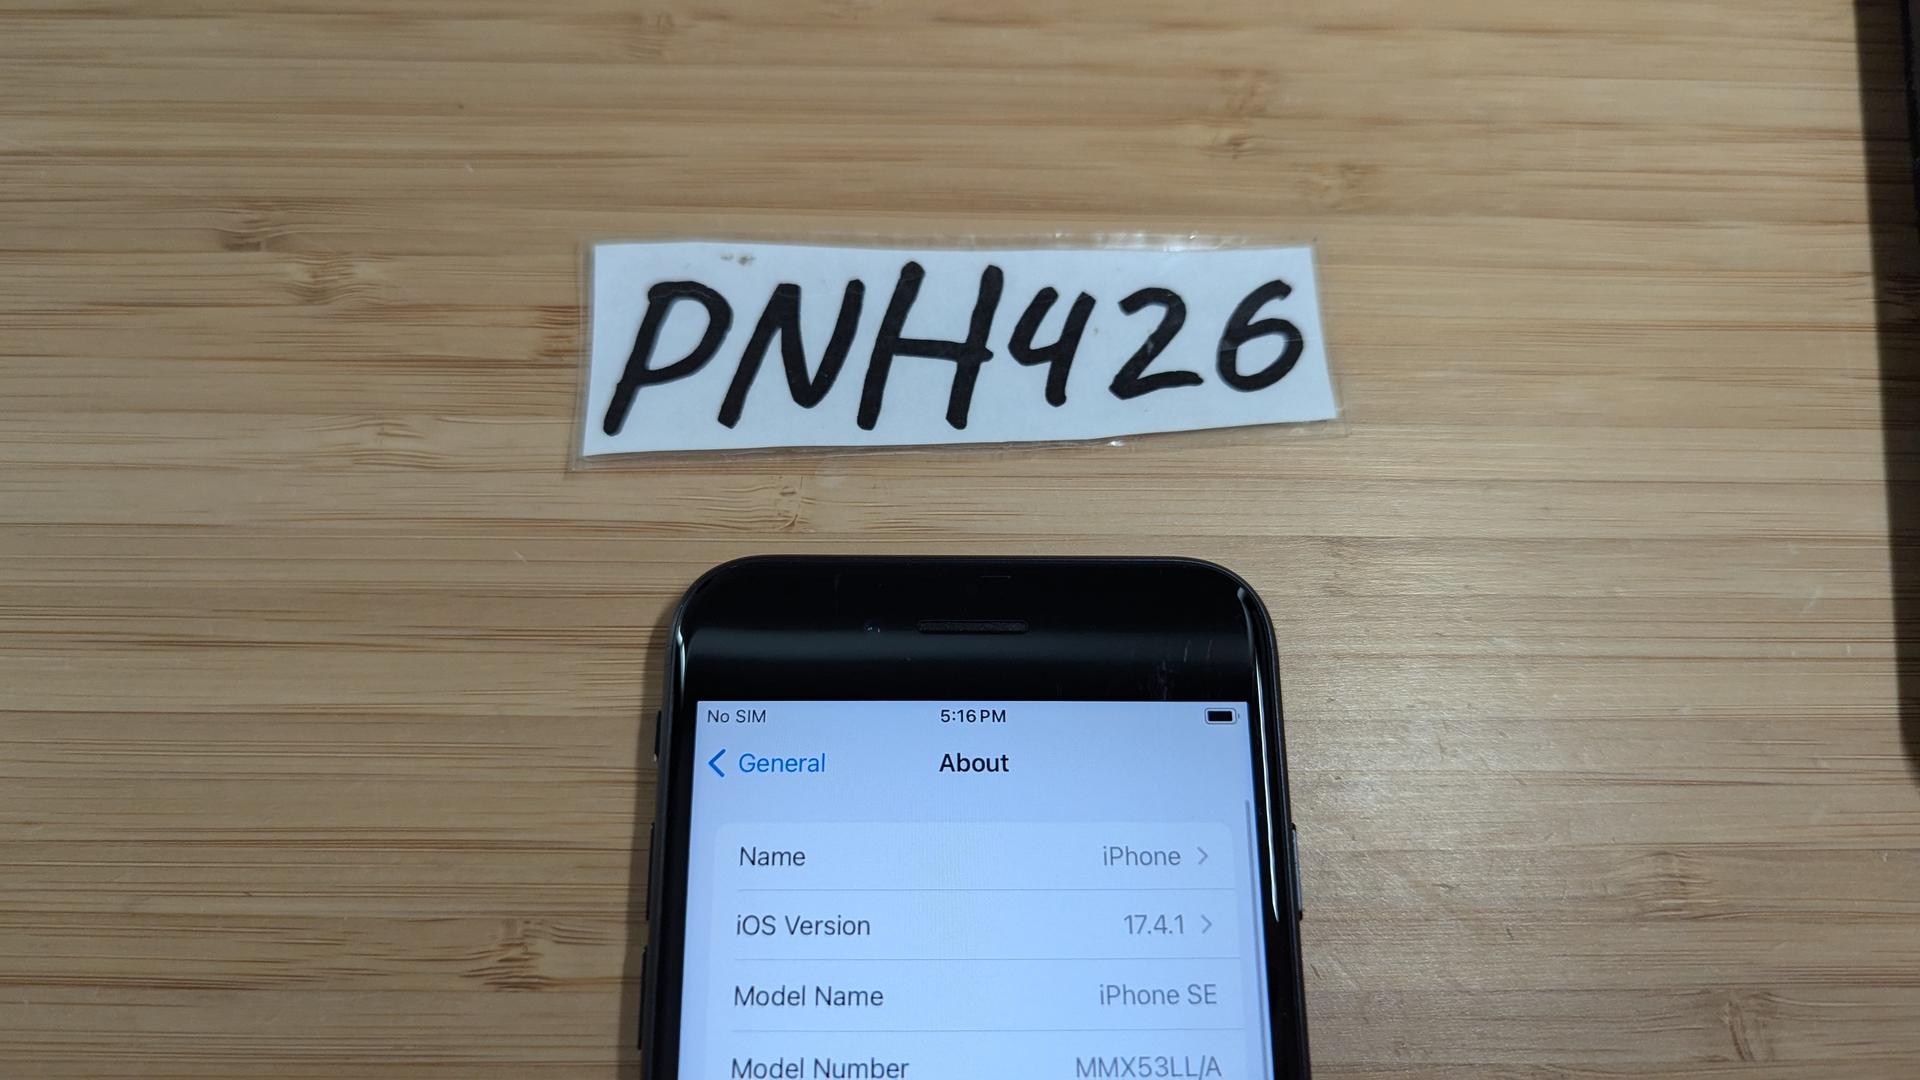 PNH426
No SIM 5:16 PM
General About
Name iPhone
iOS Version 17.4.1
Model Name iPhone SE
Model Number MMX53LL/A